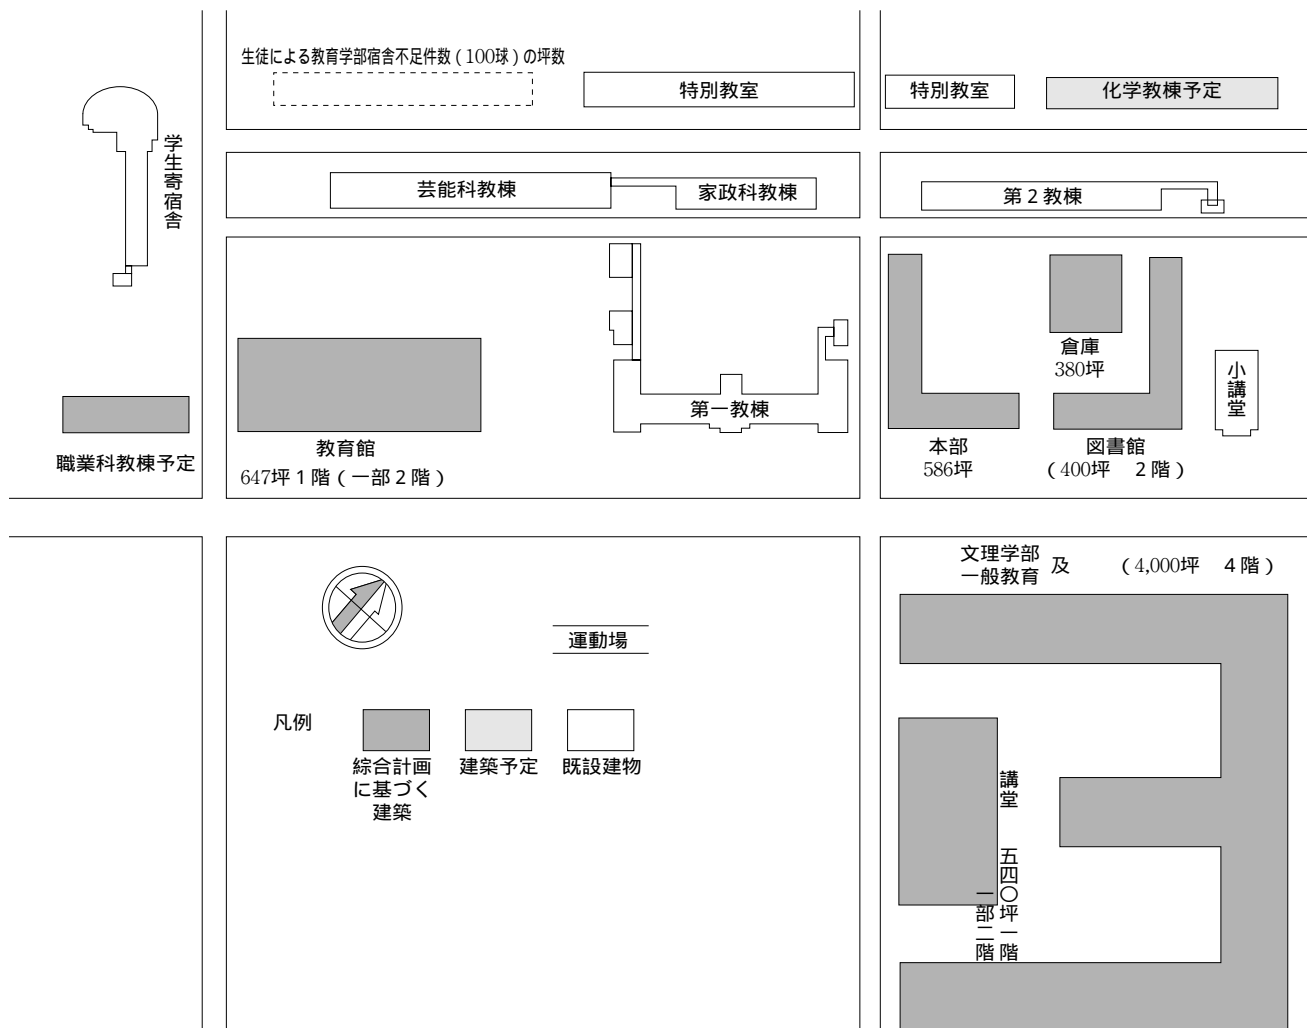 生徒による教育学部宿舎不足件数（100球）の坪数
特別教室
特別教室
化学教棟予定
学生寄宿舎
芸能科教棟
家政科教棟
第２教棟
倉庫
380坪
小講堂
第一教棟
職業科教棟予定
教育館
647坪１階（一部２階）
本部
586坪
図書館
（400坪　２階）
文理学部
一般教育
及
（4,000坪　４階）
運動場
凡例
綜合計画
に基づく
建築
建築予定
既設建物
講堂　五四〇坪一階
一部二階